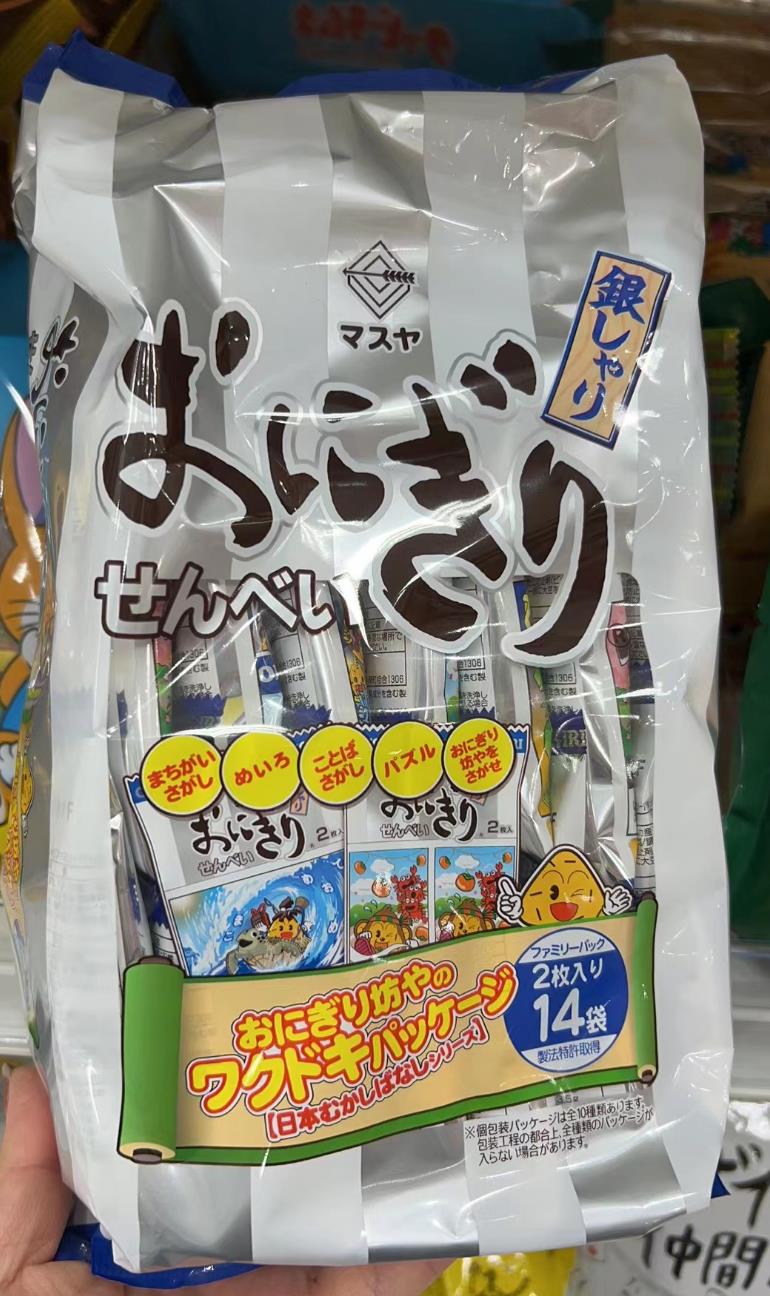 マスヤ
銀しゃり
おにぎり
せんべい
まちがい
さがし
めいろ
ことば
さがし
パズル
おにぎり
坊やを
さがせ
おにぎり
せんべい
2枚入
おにぎり
せんべい
2枚入
ファミリーパック
2枚入り
14袋
製法特許取得
おにぎり坊やの
ワクドキパッケージ
【日本むかしばなしシリーズ】
※個包装パッケージは全10種類あります。
包装工程の都合上、全種類のパッケージが
入らない場合があります。
仲間